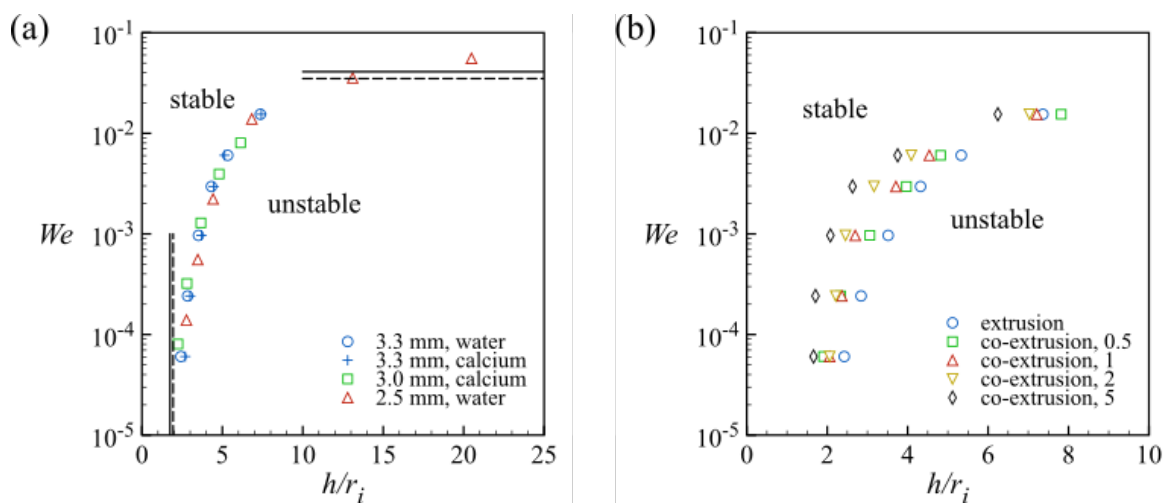 (a)
10-1
10-2
10-3
10-4
10-5
We
stable
unstable
3.3 mm, water
3.3 mm, calcium
3.0 mm, calcium
2.5 mm, water
0 5 10 15 20 25
h/ri
(b)
10-1
10-2
10-3
10-4
10-5
We
stable
unstable
extrusion
co-extrusion, 0.5
co-extrusion, 1
co-extrusion, 2
co-extrusion, 5
0 2 4 6 8 10
h/ri